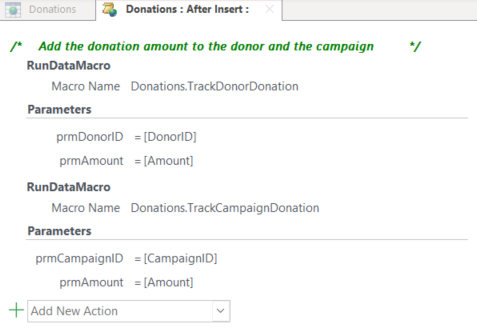 Donations
Donations : After Insert :
/* Add the donation amount to the donor and the campaign */
RunDataMacro
Macro Name Donations.TrackDonorDonation
Parameters
prmDonorID = [DonorID]
prmAmount = [Amount]
RunDataMacro
Macro Name Donations.TrackCampaignDonation
Parameters
prmCampaignID = [CampaignID]
prmAmount = [Amount]
Add New Action